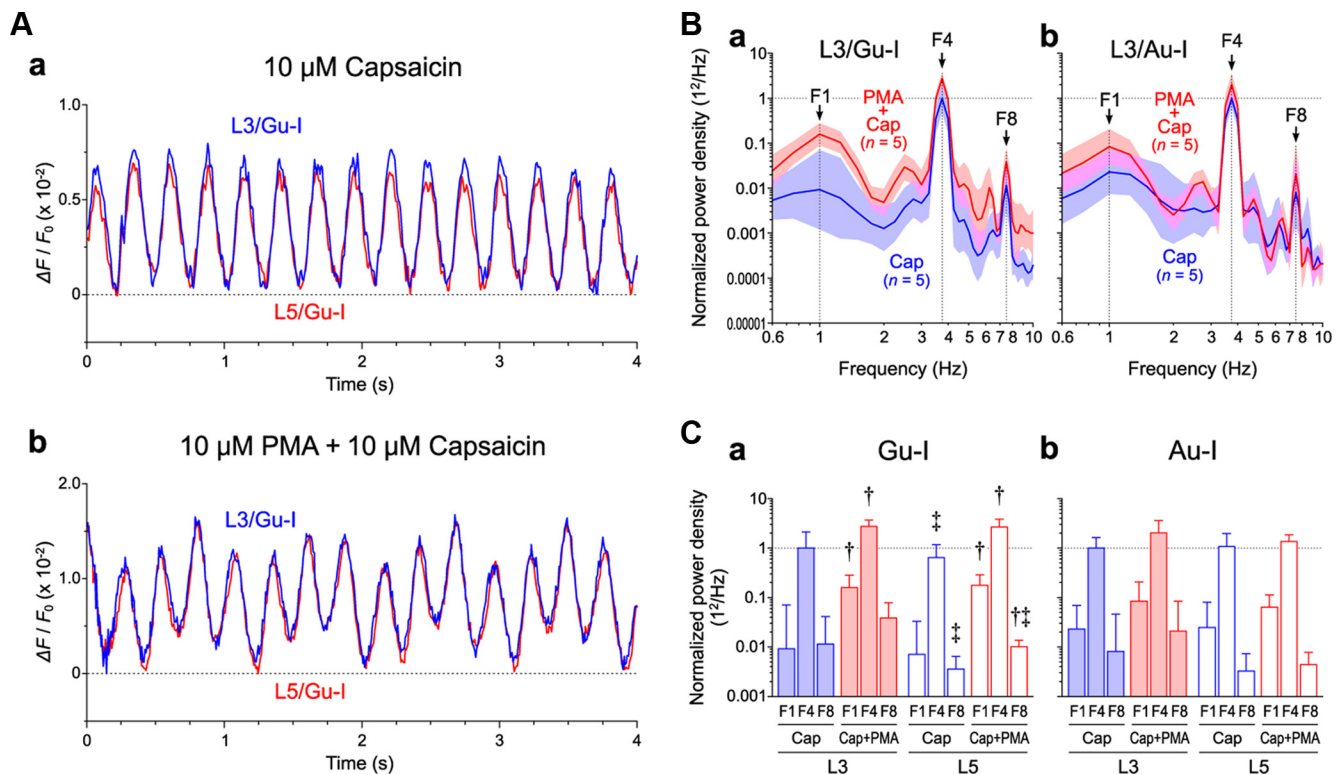 A
a
10 μM Capsaicin
1.0
0.5
0
ΔF / F0 (x 10-2)
L3/Gu-I
L5/Gu-I
0 1 2 3 4
Time (s)
b
10 μM PMA + 10 μM Capsaicin
2.0
1.0
0
ΔF / F0 (x 10-2)
L3/Gu-I
L5/Gu-I
0 1 2 3 4
Time (s)
B
a
L3/Gu-I
Normalized power density (1²/Hz)
10
1
0.1
0.01
0.001
0.0001
0.00001
F1
F4
F8
PMA
+
Cap
(n = 5)
Cap
(n = 5)
0.6 1 2 3 4 5 6 7 8 10
Frequency (Hz)
b
L3/Au-I
F1
F4
F8
PMA
+
Cap
(n = 5)
Cap
(n = 5)
0.6 1 2 3 4 5 6 7 8 10
Frequency (Hz)
C
a
Gu-I
Normalized power density
(1²/Hz)
10
1
0.1
0.01
0.001
† † ‡ ‡ † † †‡
F1 F4 F8 F1 F4 F8 F1 F4 F8 F1 F4 F8
Cap Cap+PMA Cap Cap+PMA
L3 L5
b
Au-I
F1 F4 F8 F1 F4 F8 F1 F4 F8 F1 F4 F8
Cap Cap+PMA Cap Cap+PMA
L3 L5